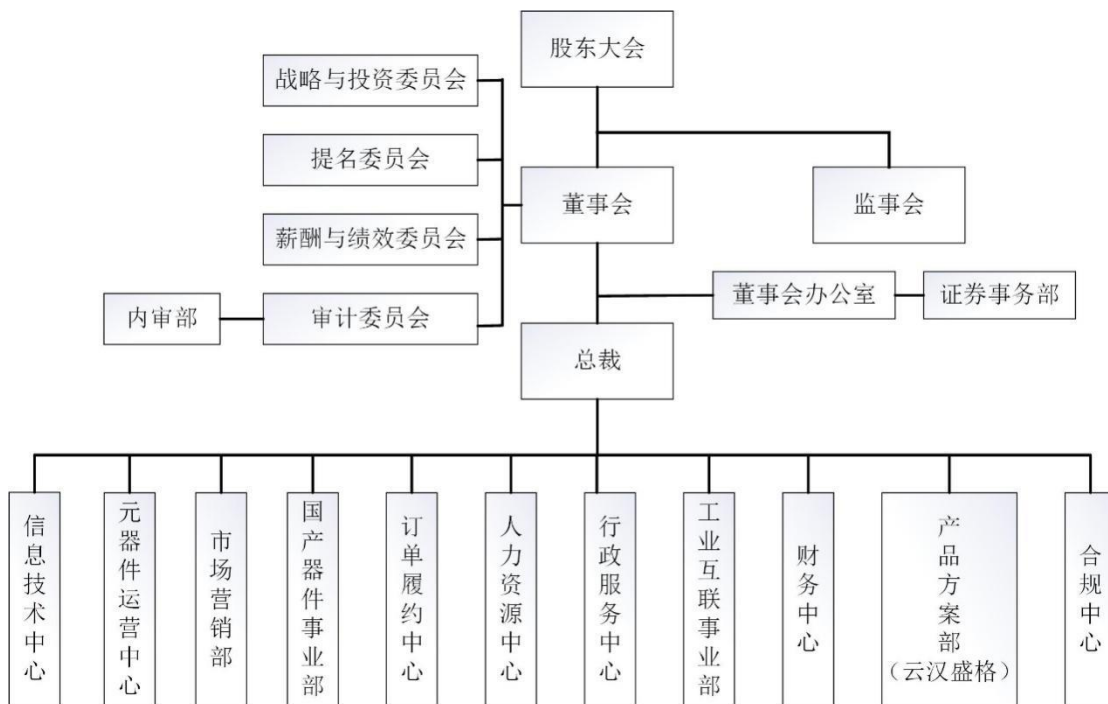 股东大会
战略与投资委员会
提名委员会
董事会
监事会
薪酬与绩效委员会
董事会办公室
证券事务部
内审部
审计委员会
总裁
信息技术中心
元器件运营中心
市场营销部
国产器件事业部
订单履约中心
人力资源中心
行政服务中心
工业互联事业部
财务中心
产品方案部
（云汉盛格）
合规中心